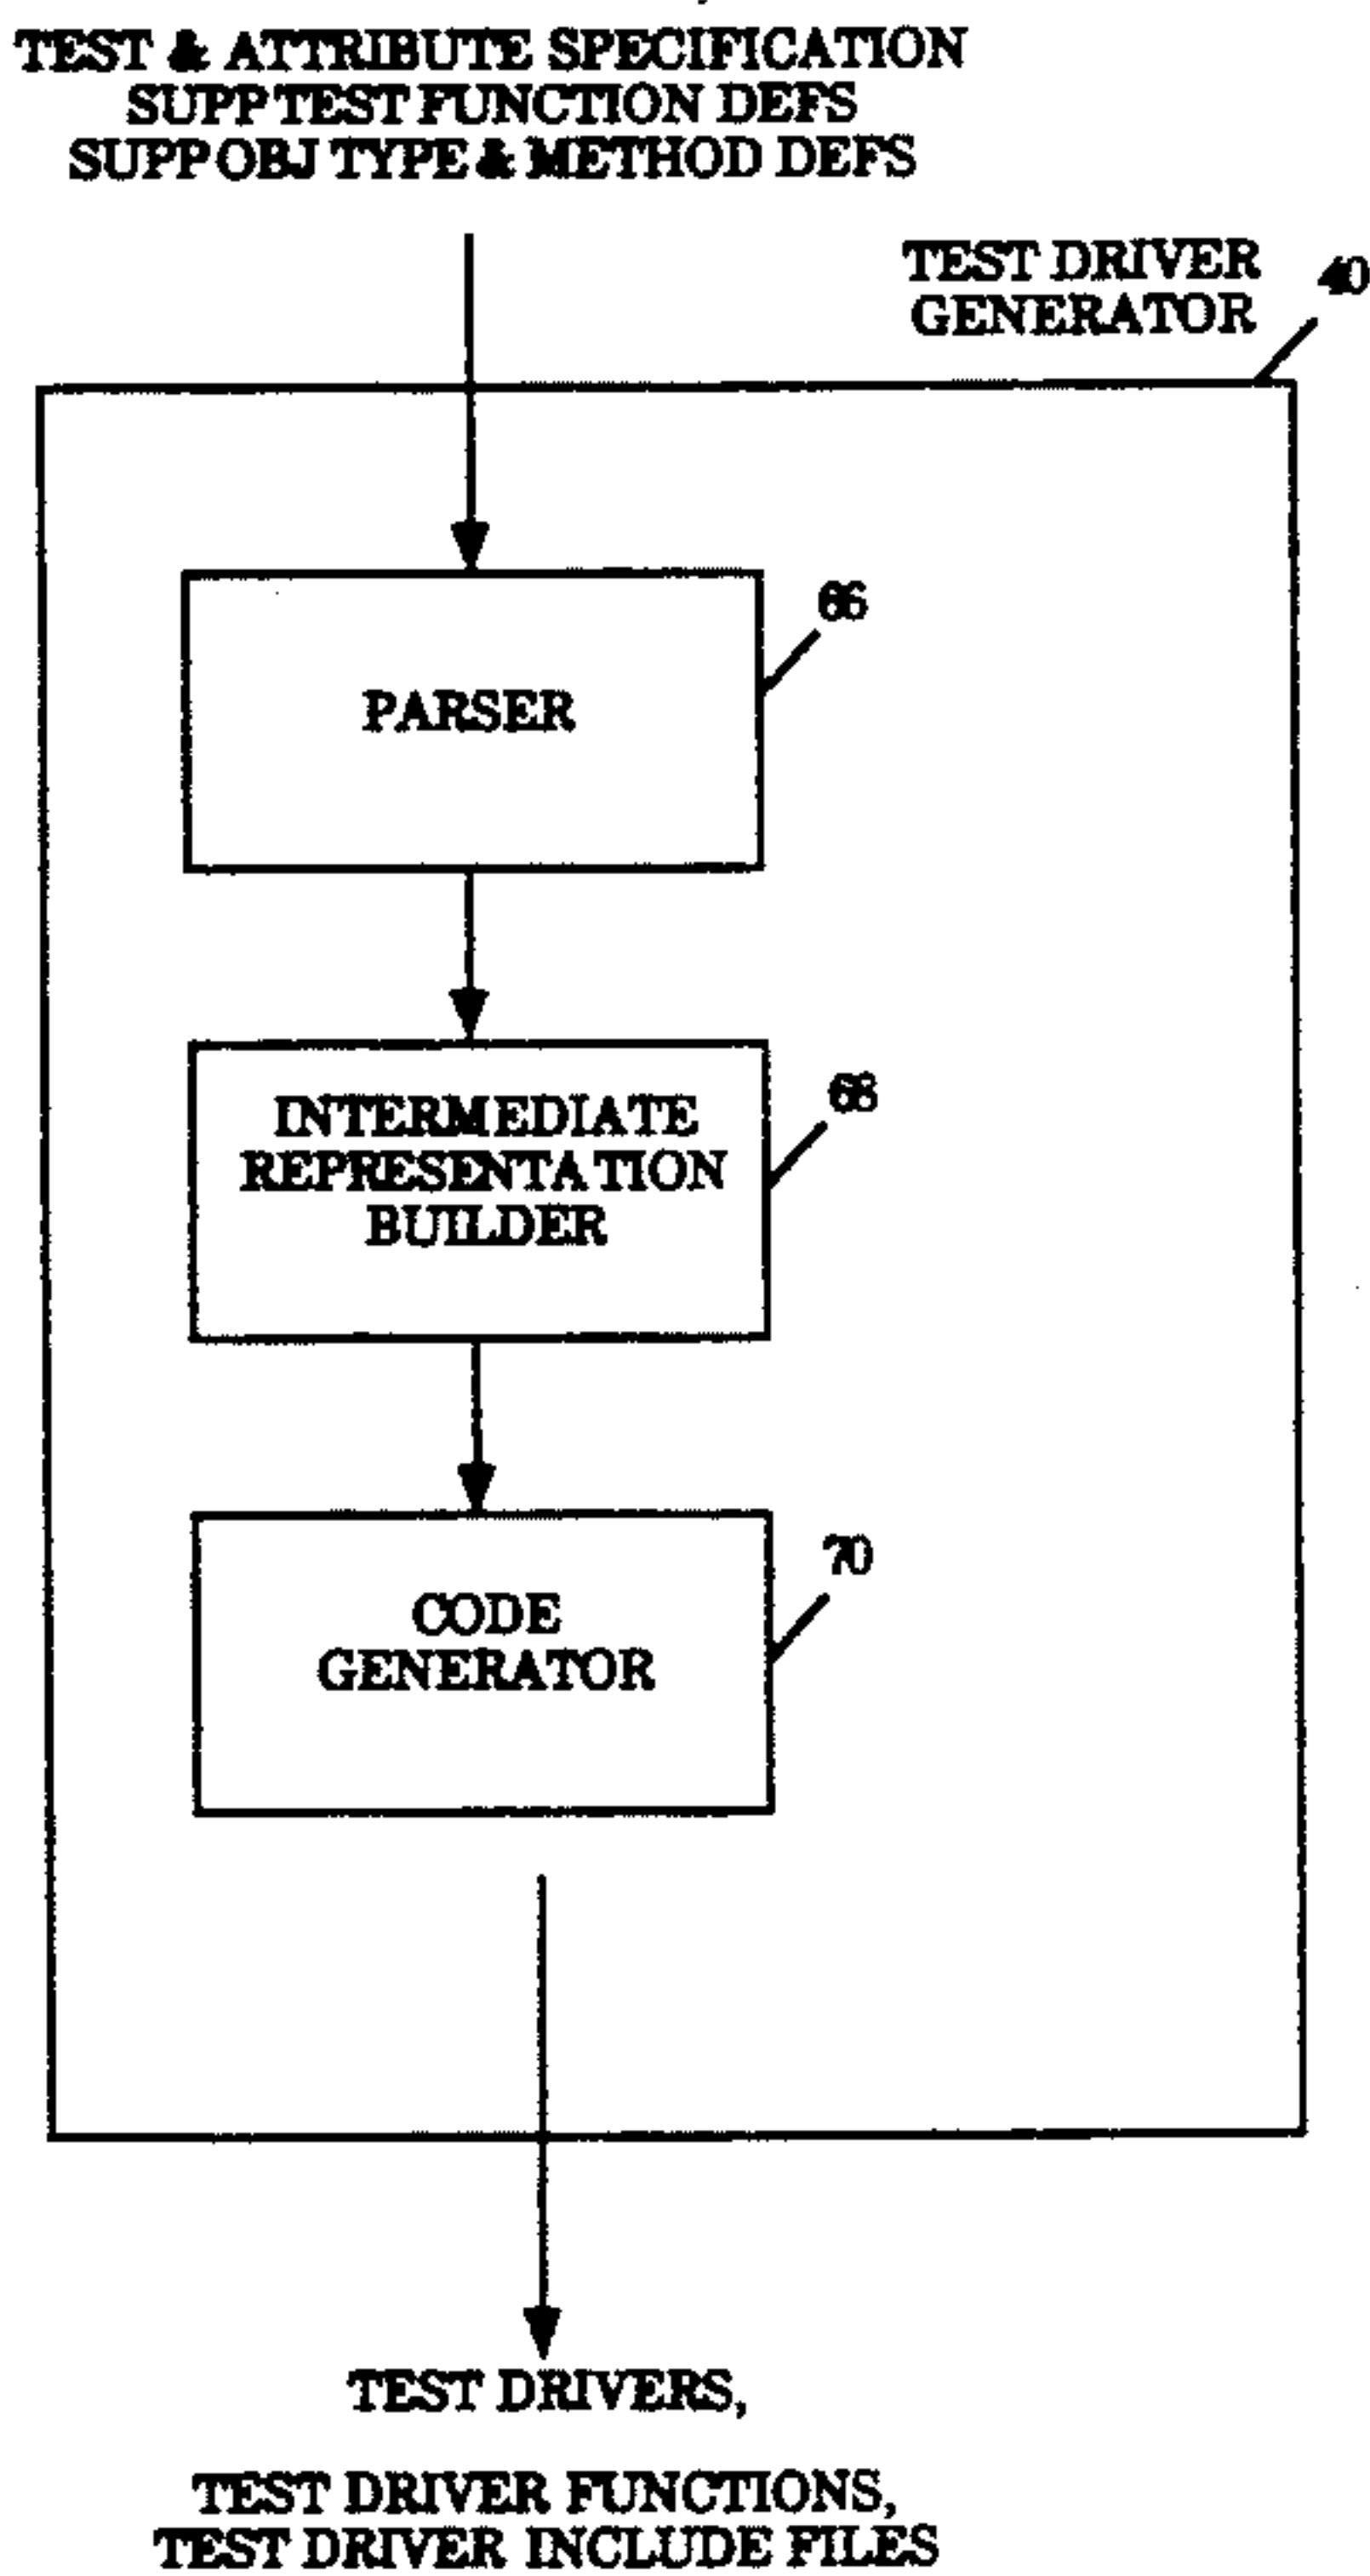 TEST & ATTRIBUTE SPECIFICATION
SUPP TEST FUNCTION DEFS
SUPP OBJ TYPE & METHOD DEFS
TEST DRIVER
GENERATOR
40
66
PARSER
68
INTERMEDIATE
REPRESENTATION
BUILDER
70
CODE
GENERATOR
TEST DRIVERS,
TEST DRIVER FUNCTIONS,
TEST DRIVER INCLUDE FILES